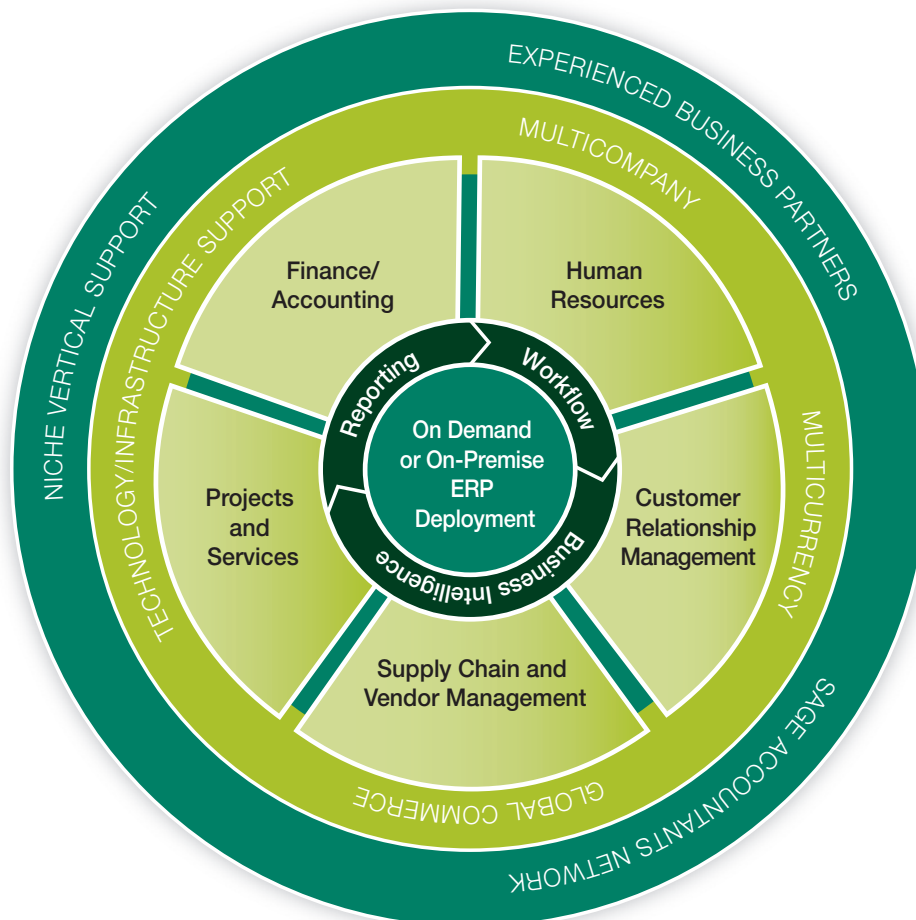 EXPERIENCED BUSINESS PARTNERS
NICHE VERTICAL SUPPORT
SAGE ACCOUNTANTS NETWORK
TECHNOLOGY/INFRASTRUCTURE SUPPORT
MULTICOMPANY
MULTICURRENCY
GLOBAL COMMERCE
Finance/
Accounting
Human
Resources
Customer
Relationship
Management
Supply Chain and
Vendor Management
Projects
and
Services
Reporting
Workflow
Business Intelligence
On Demand
or On-Premise
ERP
Deployment